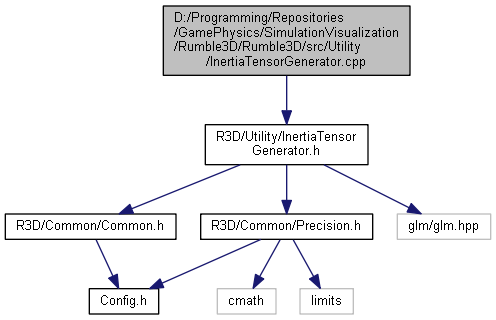 D:/Programming/Repositories
/GamePhysics/SimulationVisualization
/Rumble3D/Rumble3D/src/Utility
/InertiaTensorGenerator.cpp
R3D/Utility/InertiaTensor
Generator.h
R3D/Common/Common.h
R3D/Common/Precision.h
glm/glm.hpp
Config.h
cmath
limits